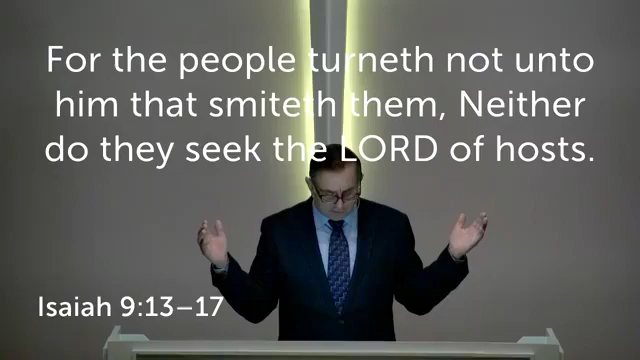 For the people turneth not unto
him that smiteth them, Neither
do they seek the LORD of hosts.
Isaiah 9:13–17